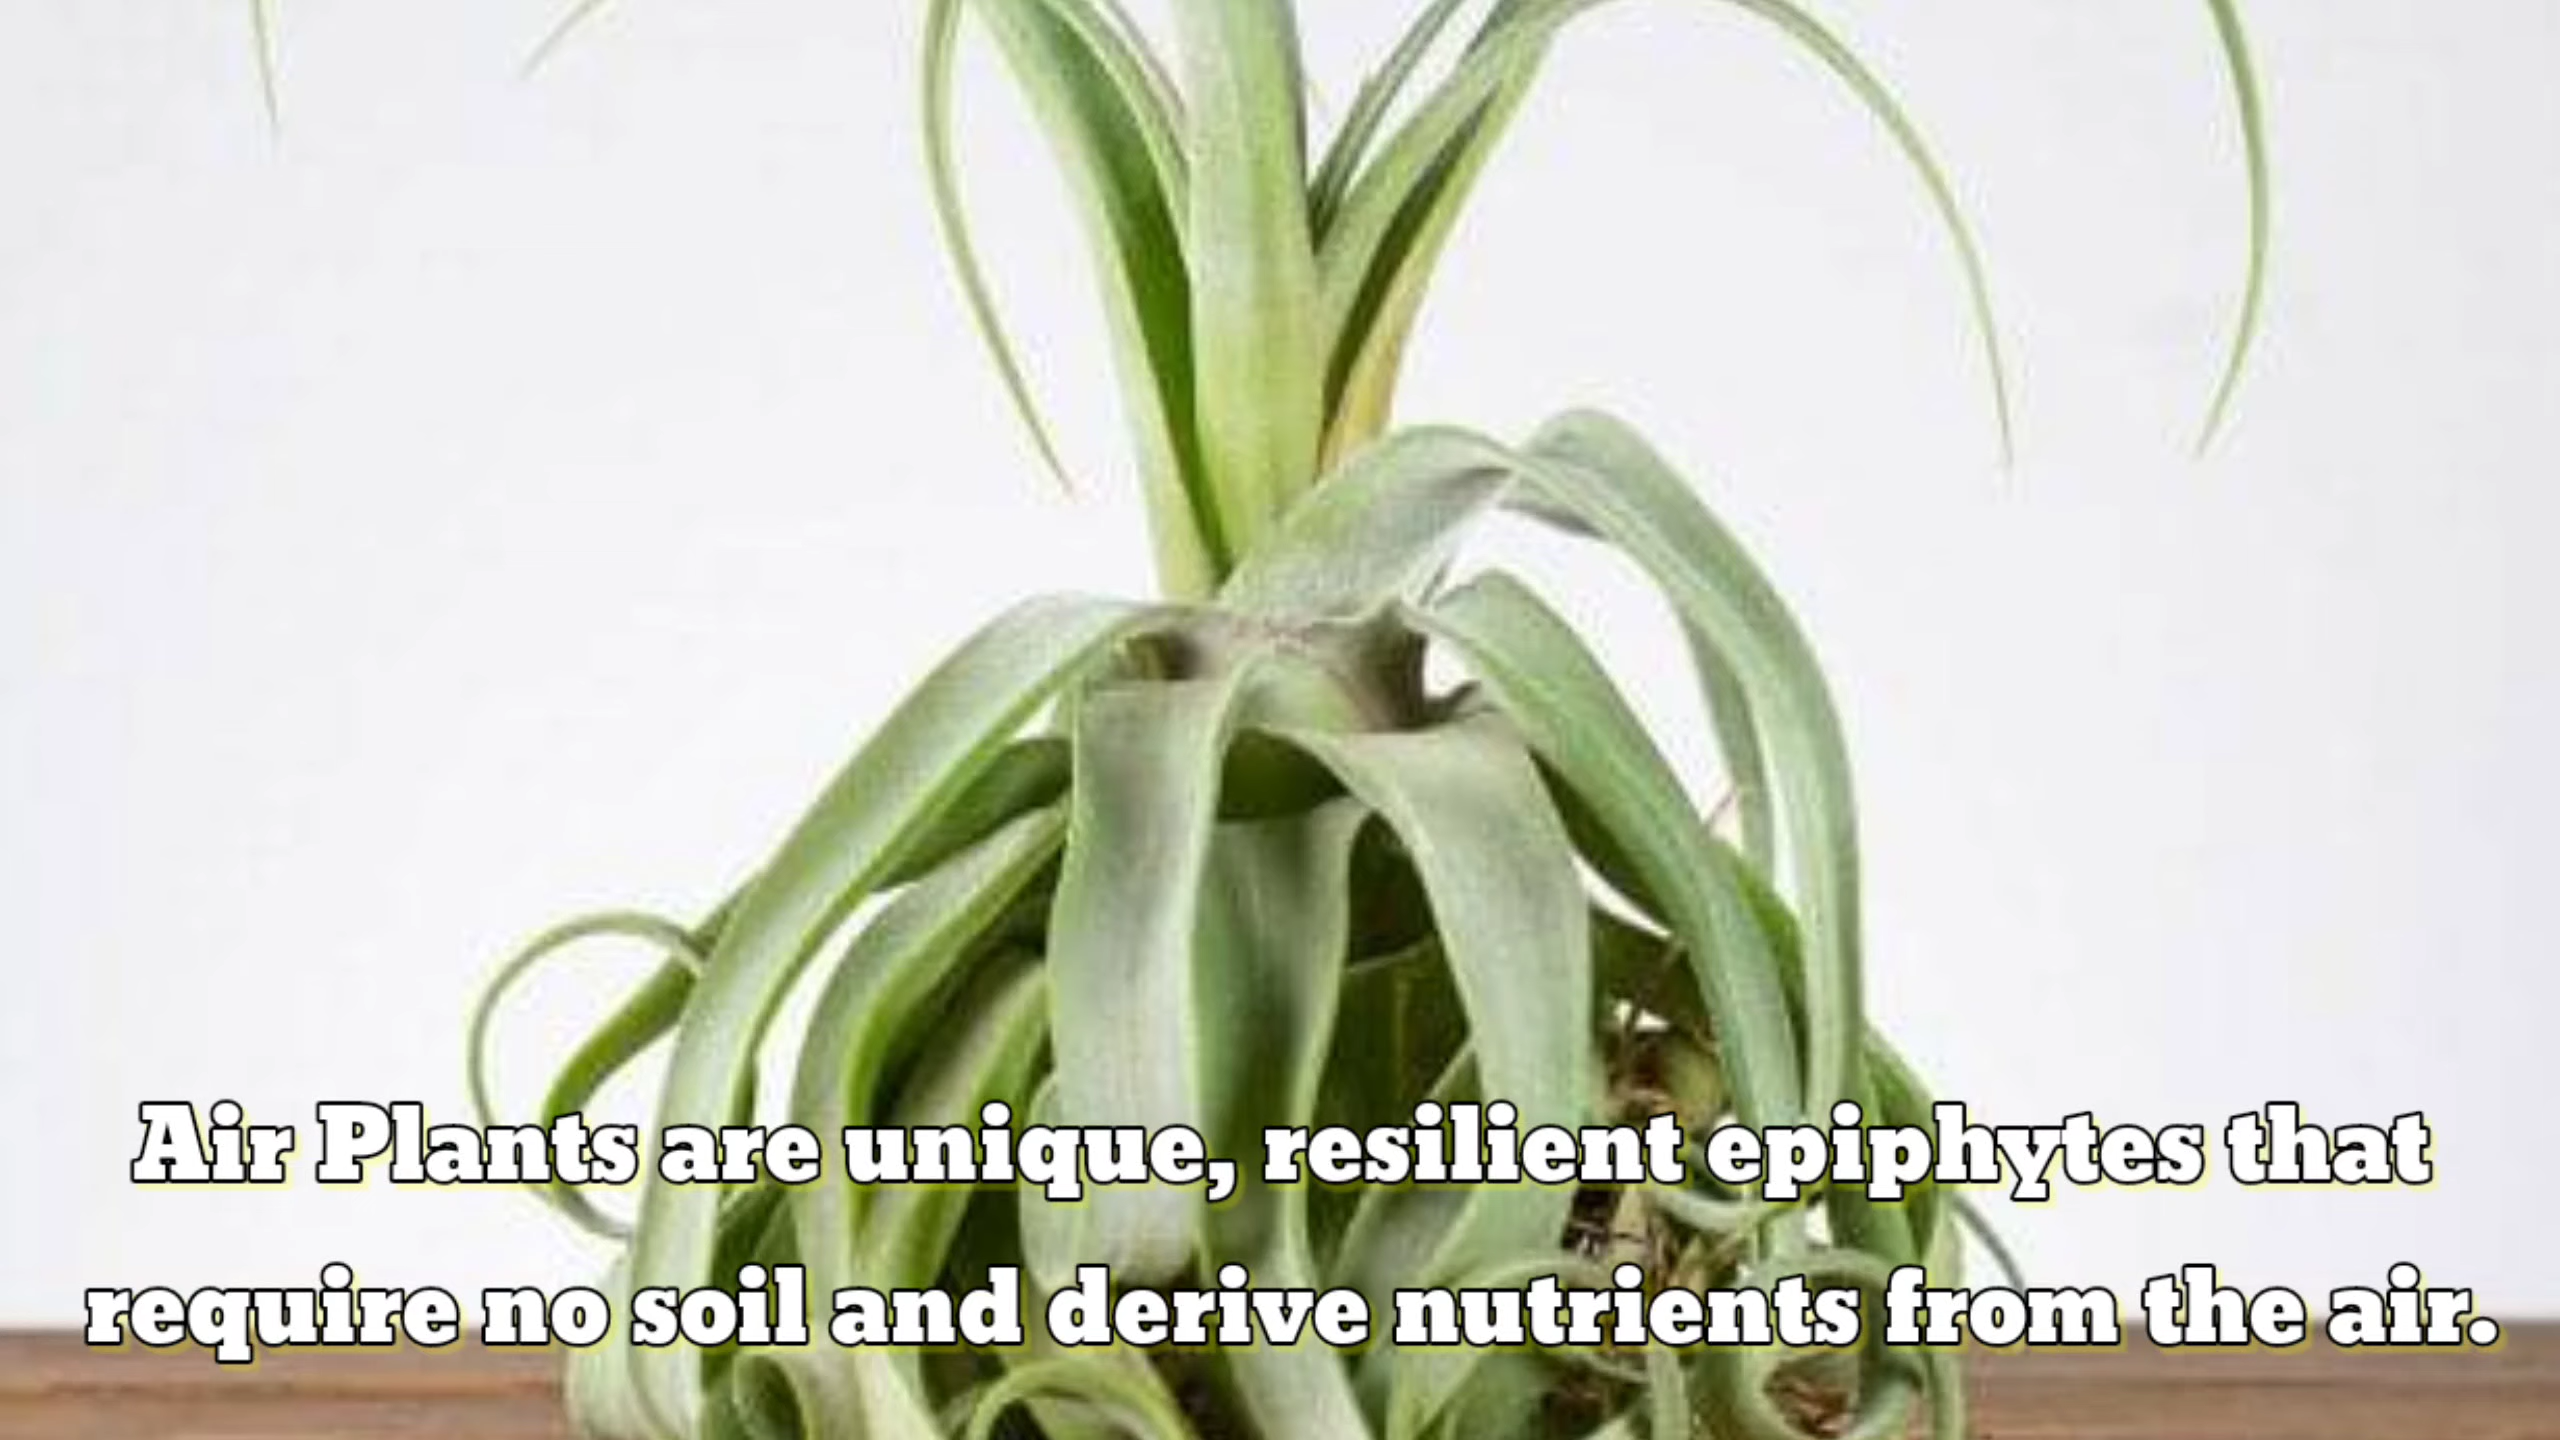 Air Plants are unique, resilient epiphytes that
require no soil and derive nutrients from the air.